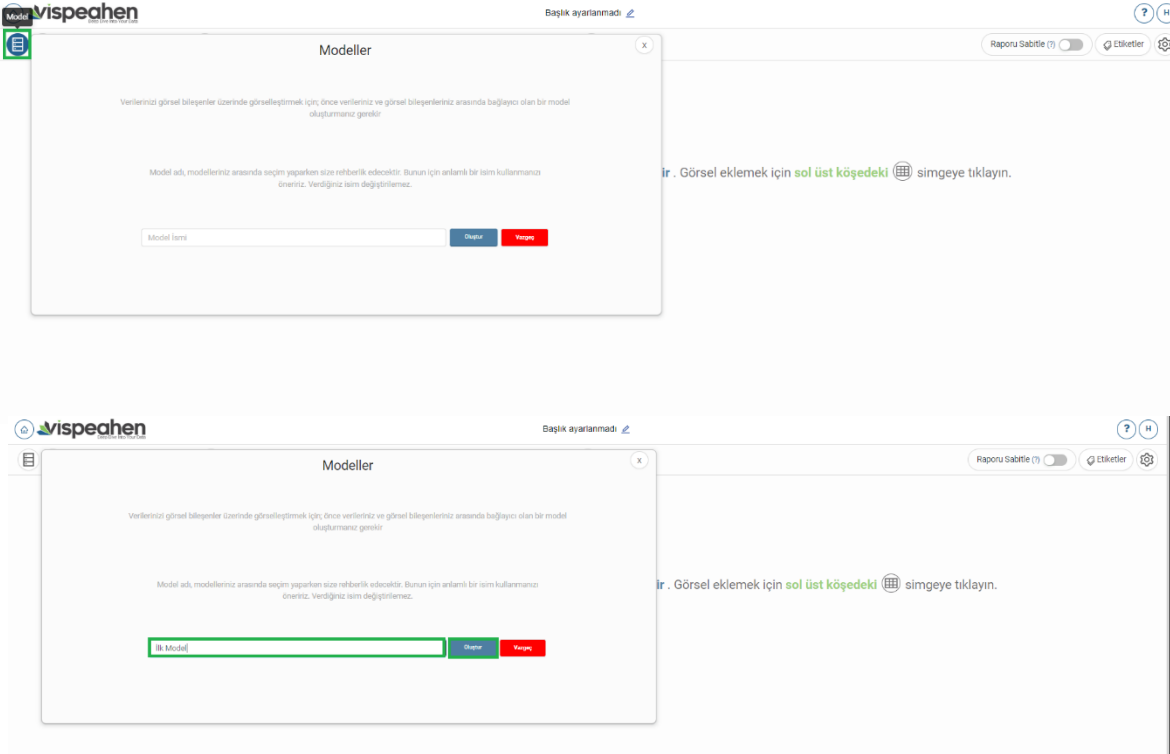 Model
vispeahen
Başlık ayarlanmadı
?
H
Modeller
x
Raporu Sabitle (?)
Etiketler
Verilerinizi görsel bileşenler üzerinde görselleştirmek için; önce verileriniz ve görsel bileşenleriniz arasında bağlayıcı olan bir model
oluşturmanız gerekir
Model adı, modelleriniz arasında seçim yaparken size rehberlik edecektir. Bunun için anlamlı bir isim kullanmanızı
öneririz. Verdiğiniz isim değiştirilemez.
ir . Görsel eklemek için sol üst köşedeki simgeye tıklayın.
Model İsmi
Oluştur
Vazgeç
vispeahen
Başlık ayarlanmadı
?
H
Modeller
x
Raporu Sabitle (?)
Etiketler
Verilerinizi görsel bileşenler üzerinde görselleştirmek için; önce verileriniz ve görsel bileşenleriniz arasında bağlayıcı olan bir model
oluşturmanız gerekir
Model adı, modelleriniz arasında seçim yaparken size rehberlik edecektir. Bunun için anlamlı bir isim kullanmanızı
öneririz. Verdiğiniz isim değiştirilemez.
ir . Görsel eklemek için sol üst köşedeki simgeye tıklayın.
İlk Model
Oluştur
Vazgeç